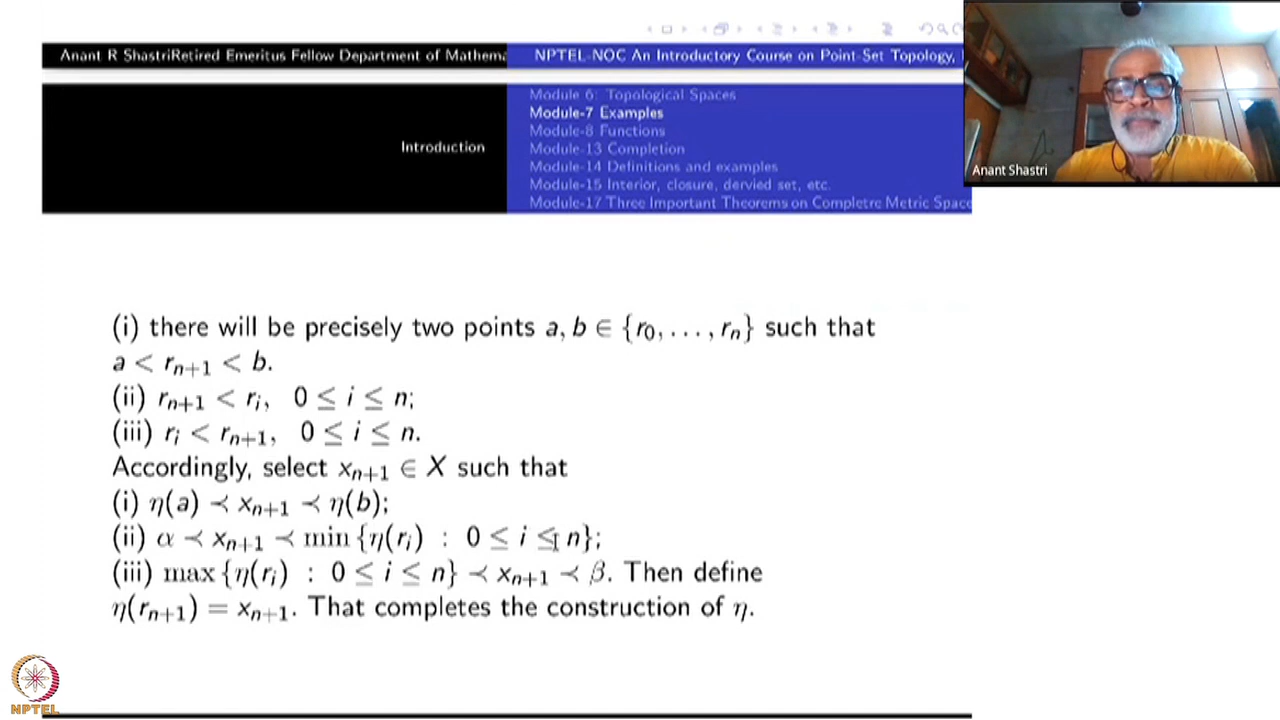 Anant R ShastriRetired Emeritus Fellow Department of Mathema
NPTEL-NOC An Introductory Course on Point-Set Topology,
Introduction
Module 6: Topological Spaces
Module-7 Examples
Module-8 Functions
Module-13 Completion
Module-14 Definitions and examples
Module-15 Interior, closure, dervied set, etc.
Module-17 Three Important Theorems on Completre Metric Space
Anant Shastri
(i) there will be precisely two points a, b ∈ {r₀, . . . , rₙ} such that
a < rₙ₊₁ < b.
(ii) rₙ₊₁ < rᵢ, 0 ≤ i ≤ n;
(iii) rᵢ < rₙ₊₁, 0 ≤ i ≤ n.
Accordingly, select xₙ₊₁ ∈ X such that
(i) η(a) ≺ xₙ₊₁ ≺ η(b);
(ii) α ≺ xₙ₊₁ ≺ min {η(rᵢ) : 0 ≤ i ≤ n};
(iii) max {η(rᵢ) : 0 ≤ i ≤ n} ≺ xₙ₊₁ ≺ β. Then define
η(rₙ₊₁) = xₙ₊₁. That completes the construction of η.
NPTEL